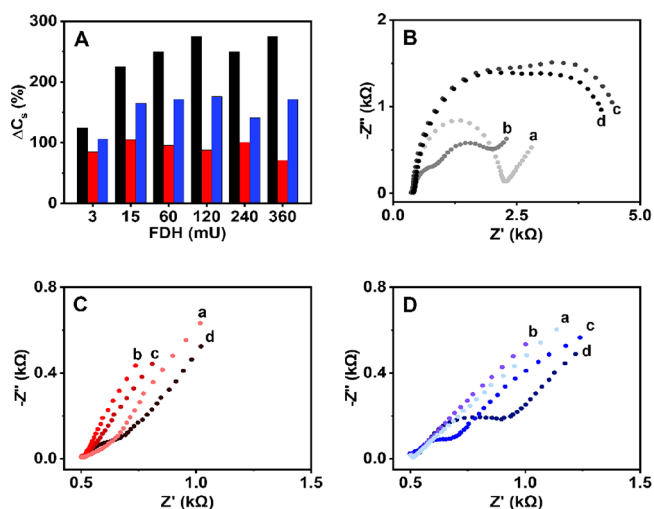 A
300
200
100
0
ΔCs (%)
3 15 60 120 240 360
FDH (mU)
B
2
1
0
-Z" (kΩ)
b a
c
d
2.5 5.0
Z' (kΩ)
C
0.8
0.4
0.0
-Z" (kΩ)
a
b c d
0.5 1.0 1.5
Z' (kΩ)
D
0.8
0.4
0.0
-Z" (kΩ)
a
b c
d
0.5 1.0 1.5
Z' (kΩ)